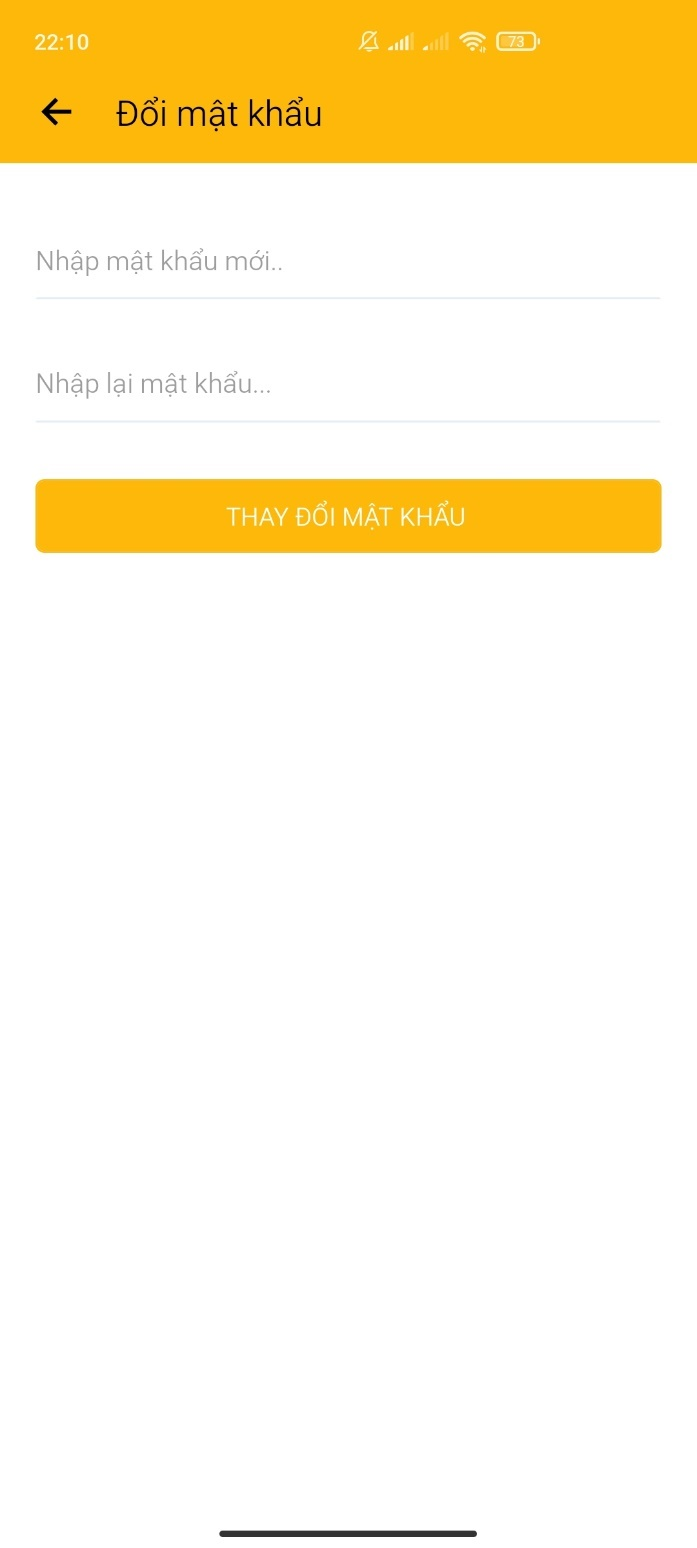 22:10
73
Đổi mật khẩu
Nhập mật khẩu mới..
Nhập lại mật khẩu...
THAY ĐỔI MẬT KHẨU